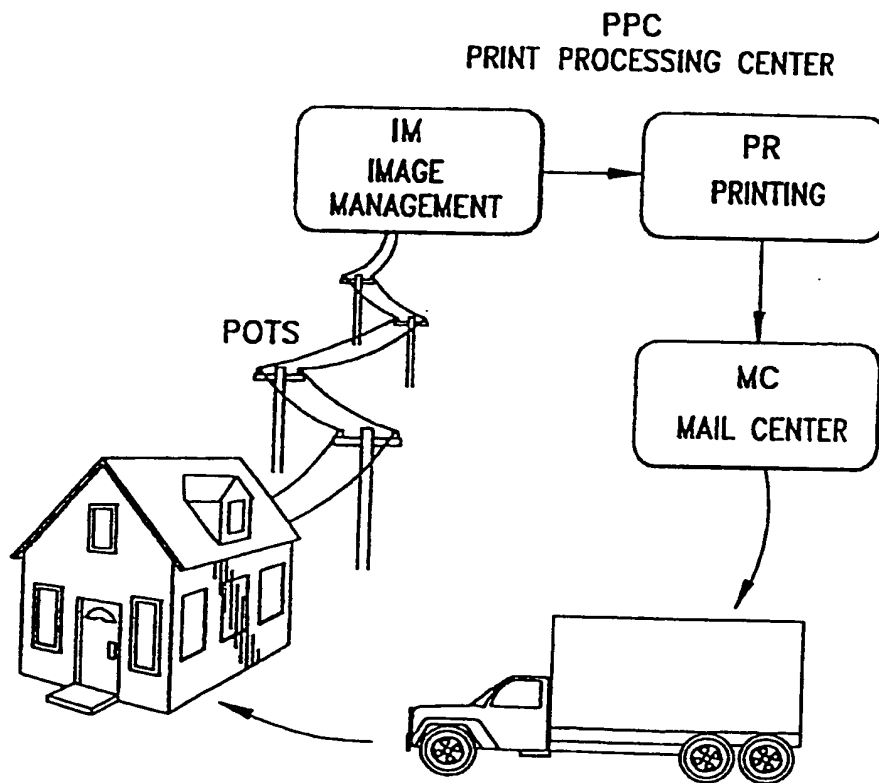 PPC
PRINT PROCESSING CENTER
IM
IMAGE
MANAGEMENT
PR
PRINTING
POTS
MC
MAIL CENTER